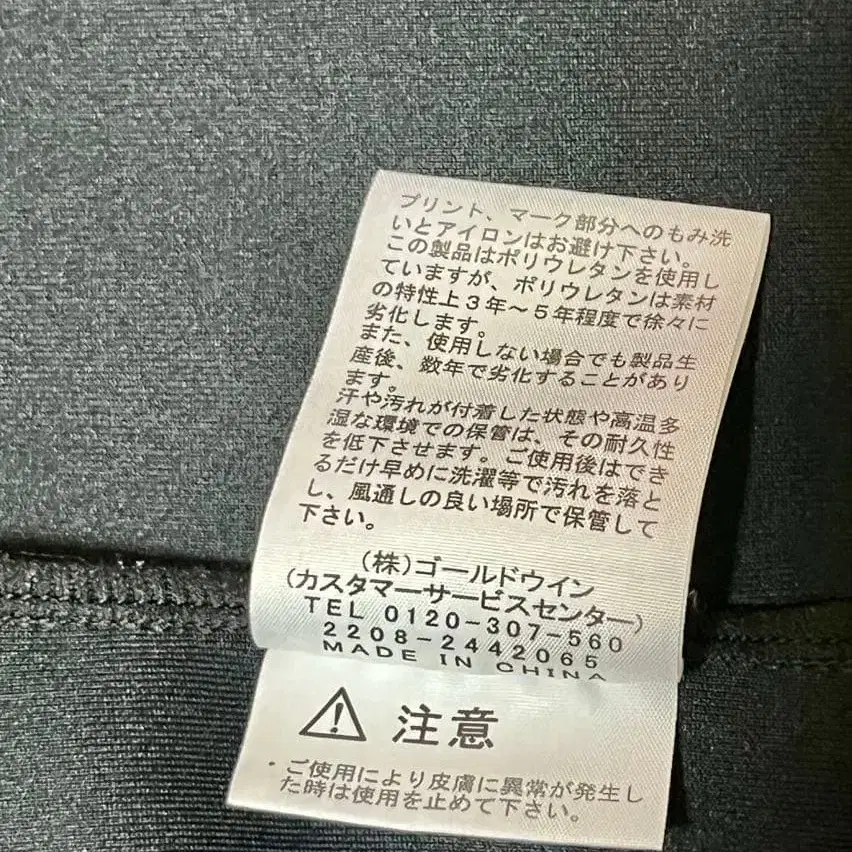 プリント、マーク部分へのもみ洗
いとアイロンはお避け下さい。
この製品はポリウレタンを使用し
ていますが、ポリウレタンは素材
の特性上3年～5年程度で徐々に
劣化します。
また、使用しない場合でも製品生
産後、数年で劣化することがあり
ます。
汗や汚れが付着した状態や高温多
湿な環境での保管は、その耐久性
を低下させます。ご使用後はでき
るだけ早めに洗濯等で汚れを落と
し、風通しの良い場所で保管して
下さい。
(株)ゴールドウイン
(カスタマーサービスセンター)
TEL 0120-307-560
2208-2442065
MADE IN CHINA
注意
・ご使用により皮膚に異常が発生し
た時は使用を止めて下さい。